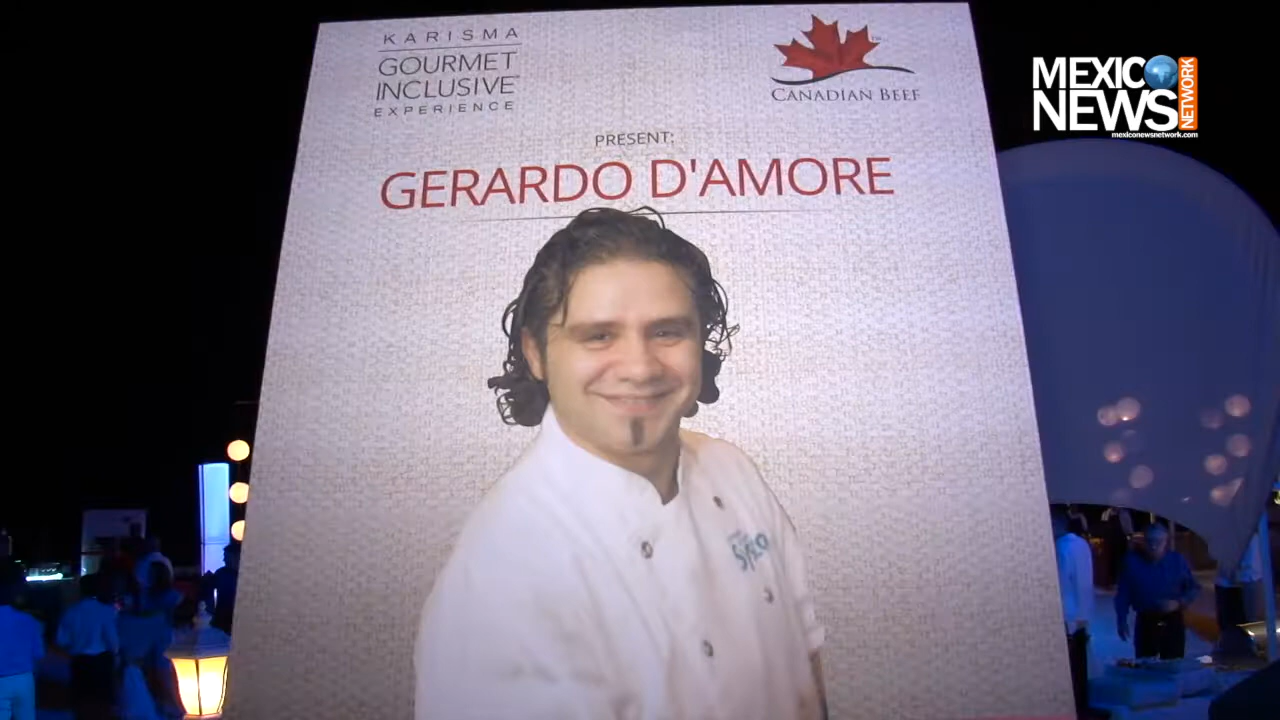 KARISMA
GOURMET
INCLUSIVE
EXPERIENCE
CANADIAN BEEF
PRESENT:
GERARDO D'AMORE
MEXICO
NEWS
NETWORK
mexiconewsnetwork.com